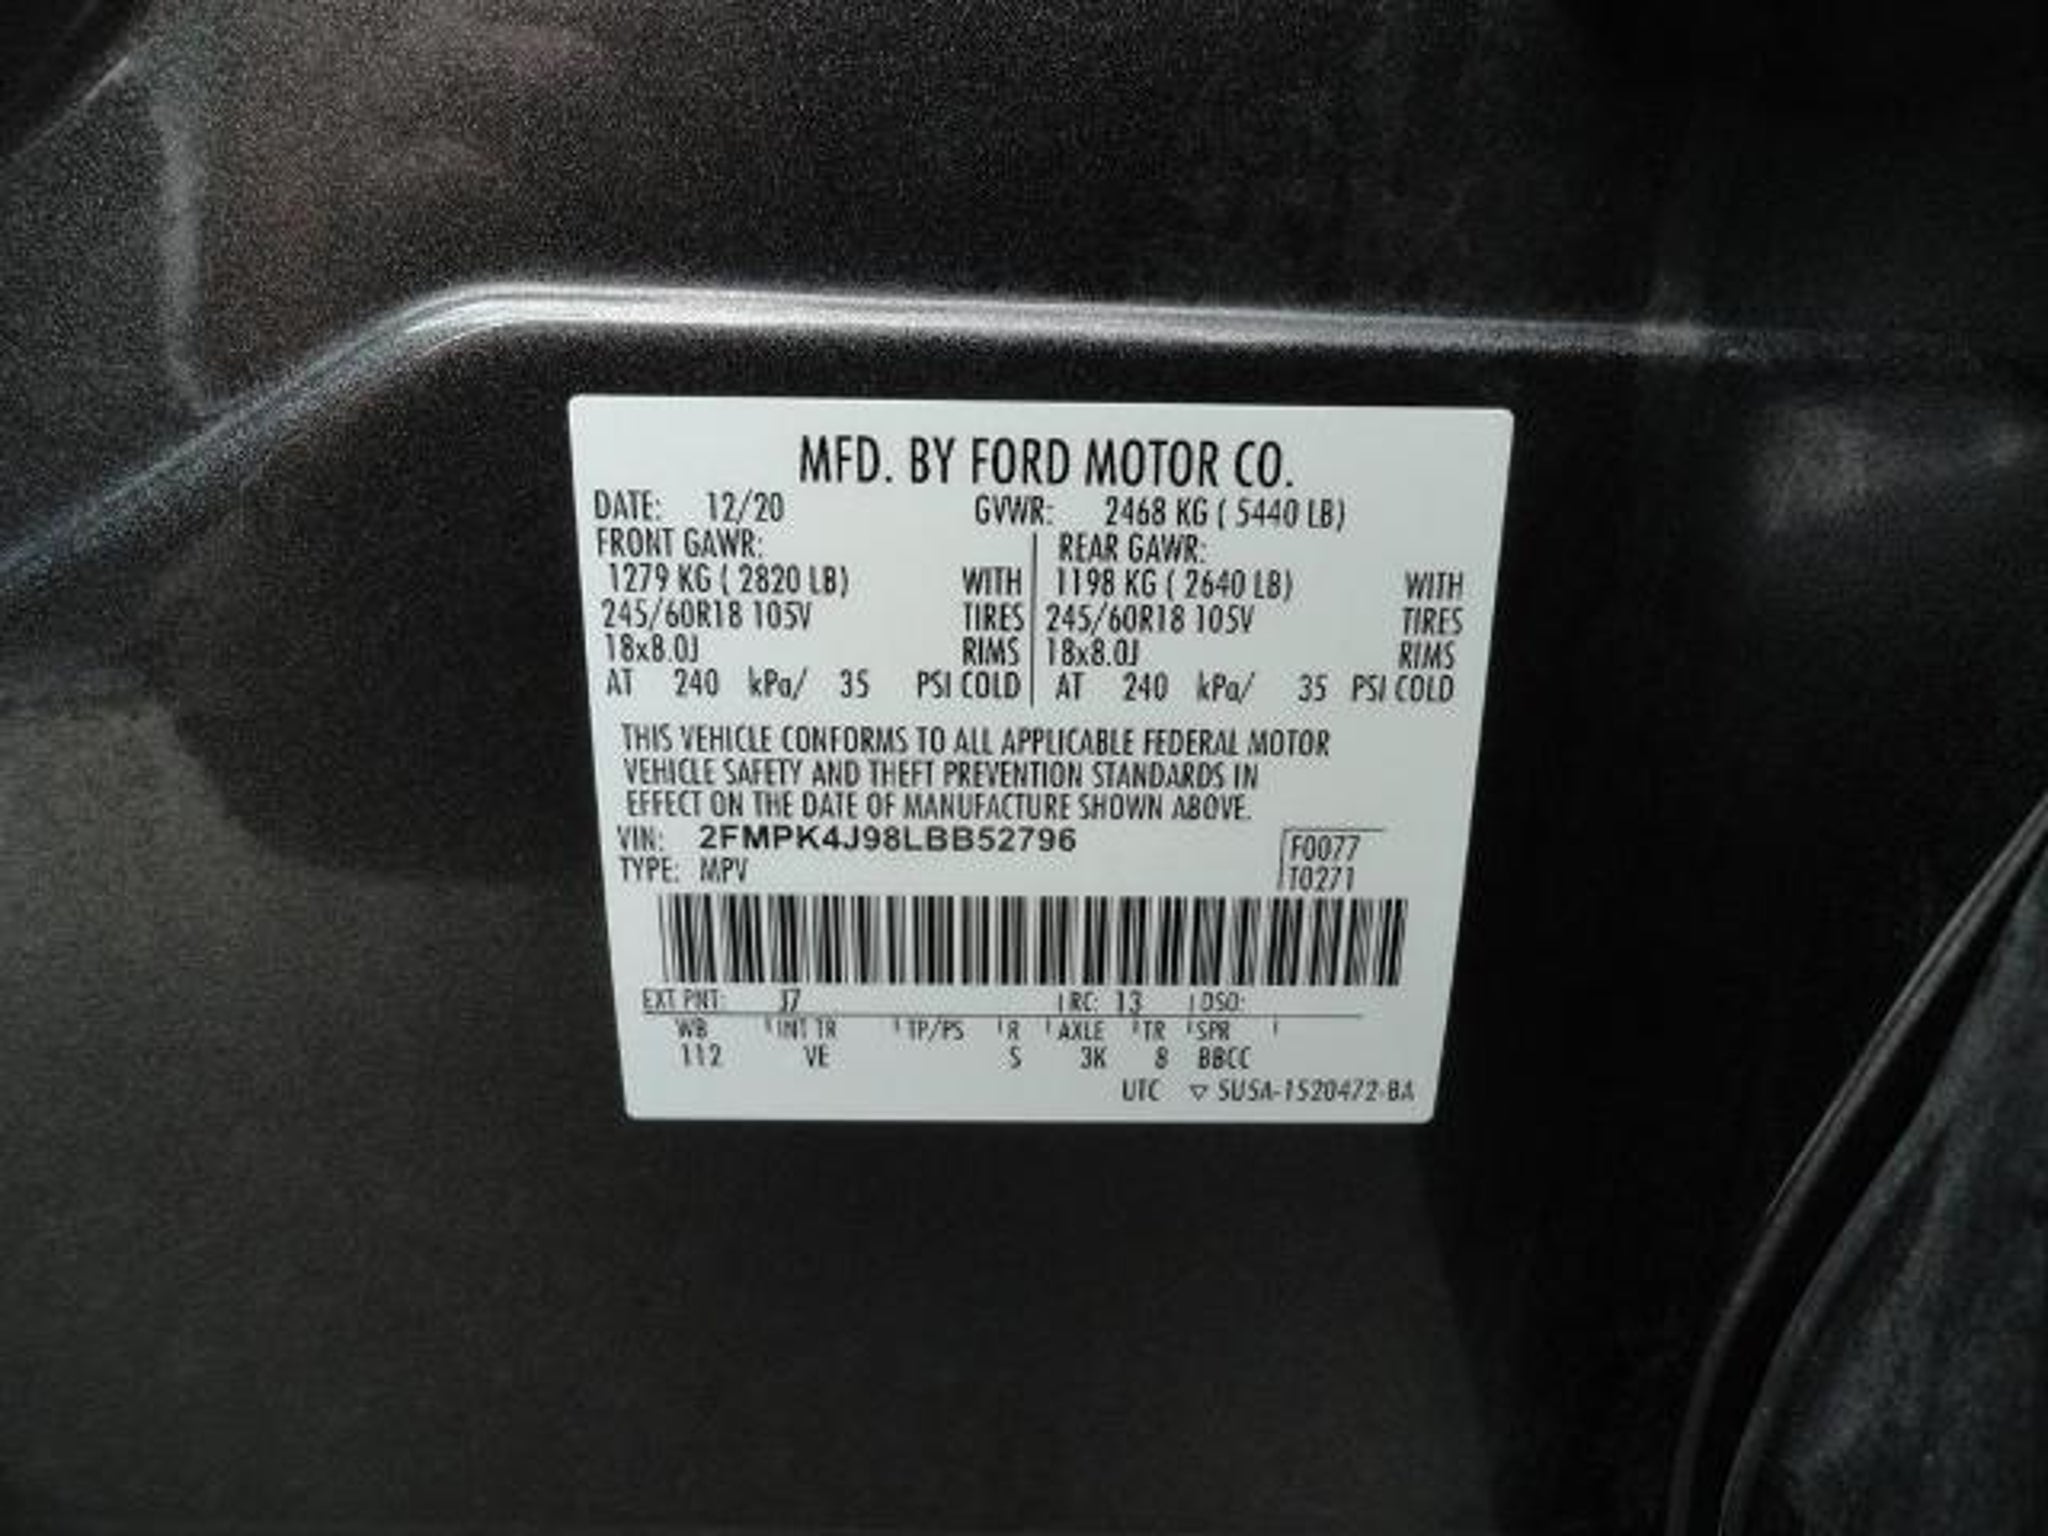 MFD. BY FORD MOTOR CO.
DATE: 12/20 GVWR: 2468 KG ( 5440 LB)
FRONT GAWR: REAR GAWR:
1279 KG ( 2820 LB) WITH 1198 KG ( 2640 LB) WITH
245/60R18 105V TIRES 245/60R18 105V TIRES
18x8.0J RIMS 18x8.0J RIMS
AT 240 kPa/ 35 PSI COLD AT 240 kPa/ 35 PSI COLD
THIS VEHICLE CONFORMS TO ALL APPLICABLE FEDERAL MOTOR
VEHICLE SAFETY AND THEFT PREVENTION STANDARDS IN
EFFECT ON THE DATE OF MANUFACTURE SHOWN ABOVE.
VIN: 2FMPK4J98LBB52796 F0077
TYPE: MPV T0271
EXT PNT: J7 RC: 13 DSO:
WB INT TR TP/PS R AXLE TR SPR
112 VE S 3K 8 BBCC
UTC ▽ SU5A-1520472-BA